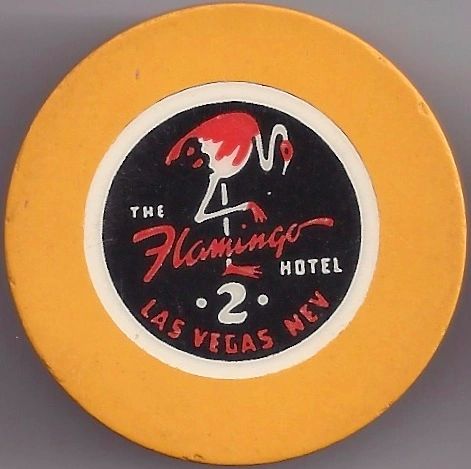 THE
Flamingo
HOTEL
·2·
LAS VEGAS NEV